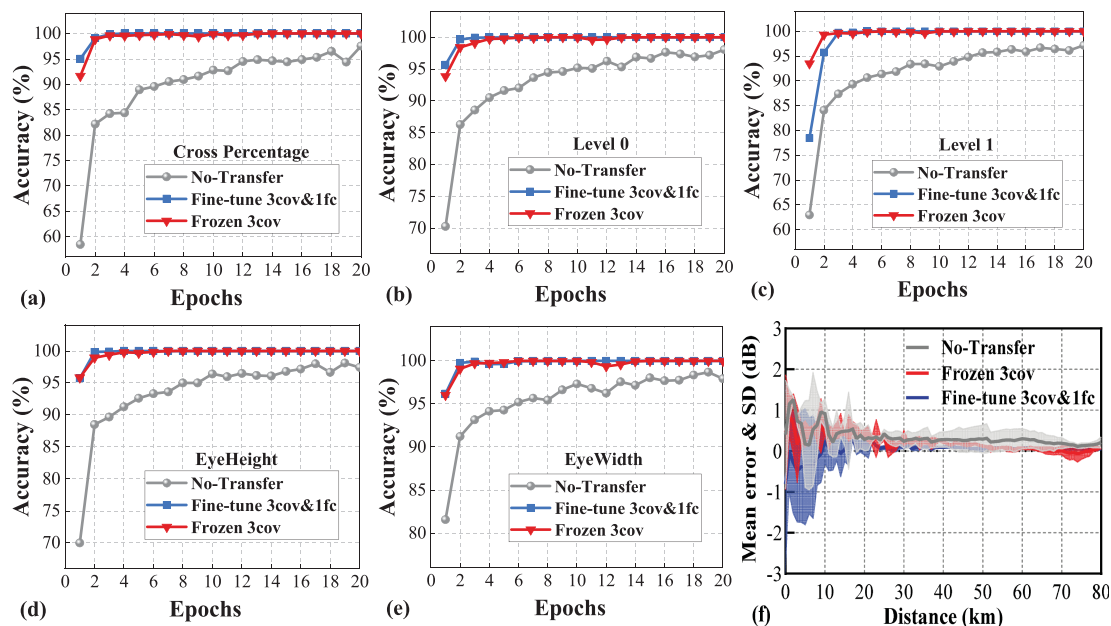 100
95
90
85
80
75
70
65
60
Accuracy (%)
Cross Percentage
No-Transfer
Fine-tune 3cov&1fc
Frozen 3cov
0 2 4 6 8 10 12 14 16 18 20
(a) Epochs
100
95
90
85
80
75
70
Accuracy (%)
Level 0
No-Transfer
Fine-tune 3cov&1fc
Frozen 3cov
0 2 4 6 8 10 12 14 16 18 20
(b) Epochs
100
95
90
85
80
75
70
65
60
Accuracy (%)
Level 1
No-Transfer
Fine-tune 3cov&1fc
Frozen 3cov
0 2 4 6 8 10 12 14 16 18 20
(c) Epochs
100
95
90
85
80
75
70
Accuracy (%)
EyeHeight
No-Transfer
Fine-tune 3cov&1fc
Frozen 3cov
0 2 4 6 8 10 12 14 16 18 20
(d) Epochs
100
95
90
85
80
Accuracy (%)
EyeWidth
No-Transfer
Fine-tune 3cov&1fc
Frozen 3cov
0 2 4 6 8 10 12 14 16 18 20
(e) Epochs
3
2
1
0
-1
-2
-3
Mean error & SD (dB)
No-Transfer
Frozen 3cov
Fine-tune 3cov&1fc
0 10 20 30 40 50 60 70 80
(f) Distance (km)